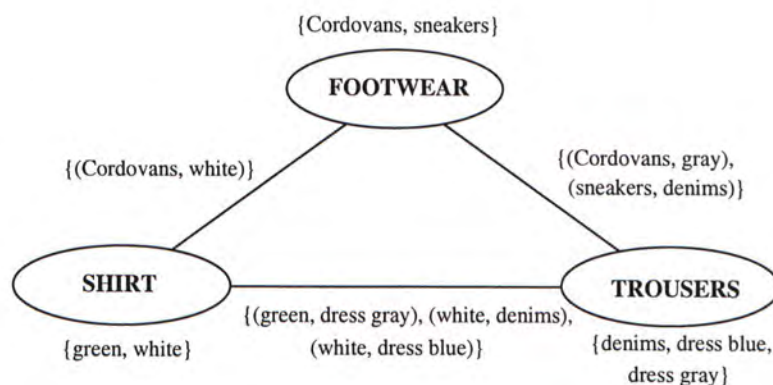 {Cordovans, sneakers}
FOOTWEAR
{(Cordovans, white)}
{(Cordovans, gray),
(sneakers, denims)}
SHIRT
TROUSERS
{(green, dress gray), (white, denims),
(white, dress blue)}
{green, white}
{denims, dress blue,
dress gray}